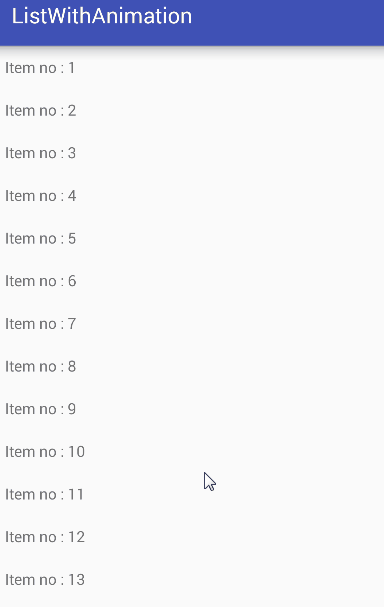 ListWithAnimation
Item no : 1
Item no : 2
Item no : 3
Item no : 4
Item no : 5
Item no : 6
Item no : 7
Item no : 8
Item no : 9
Item no : 10
Item no : 11
Item no : 12
Item no : 13